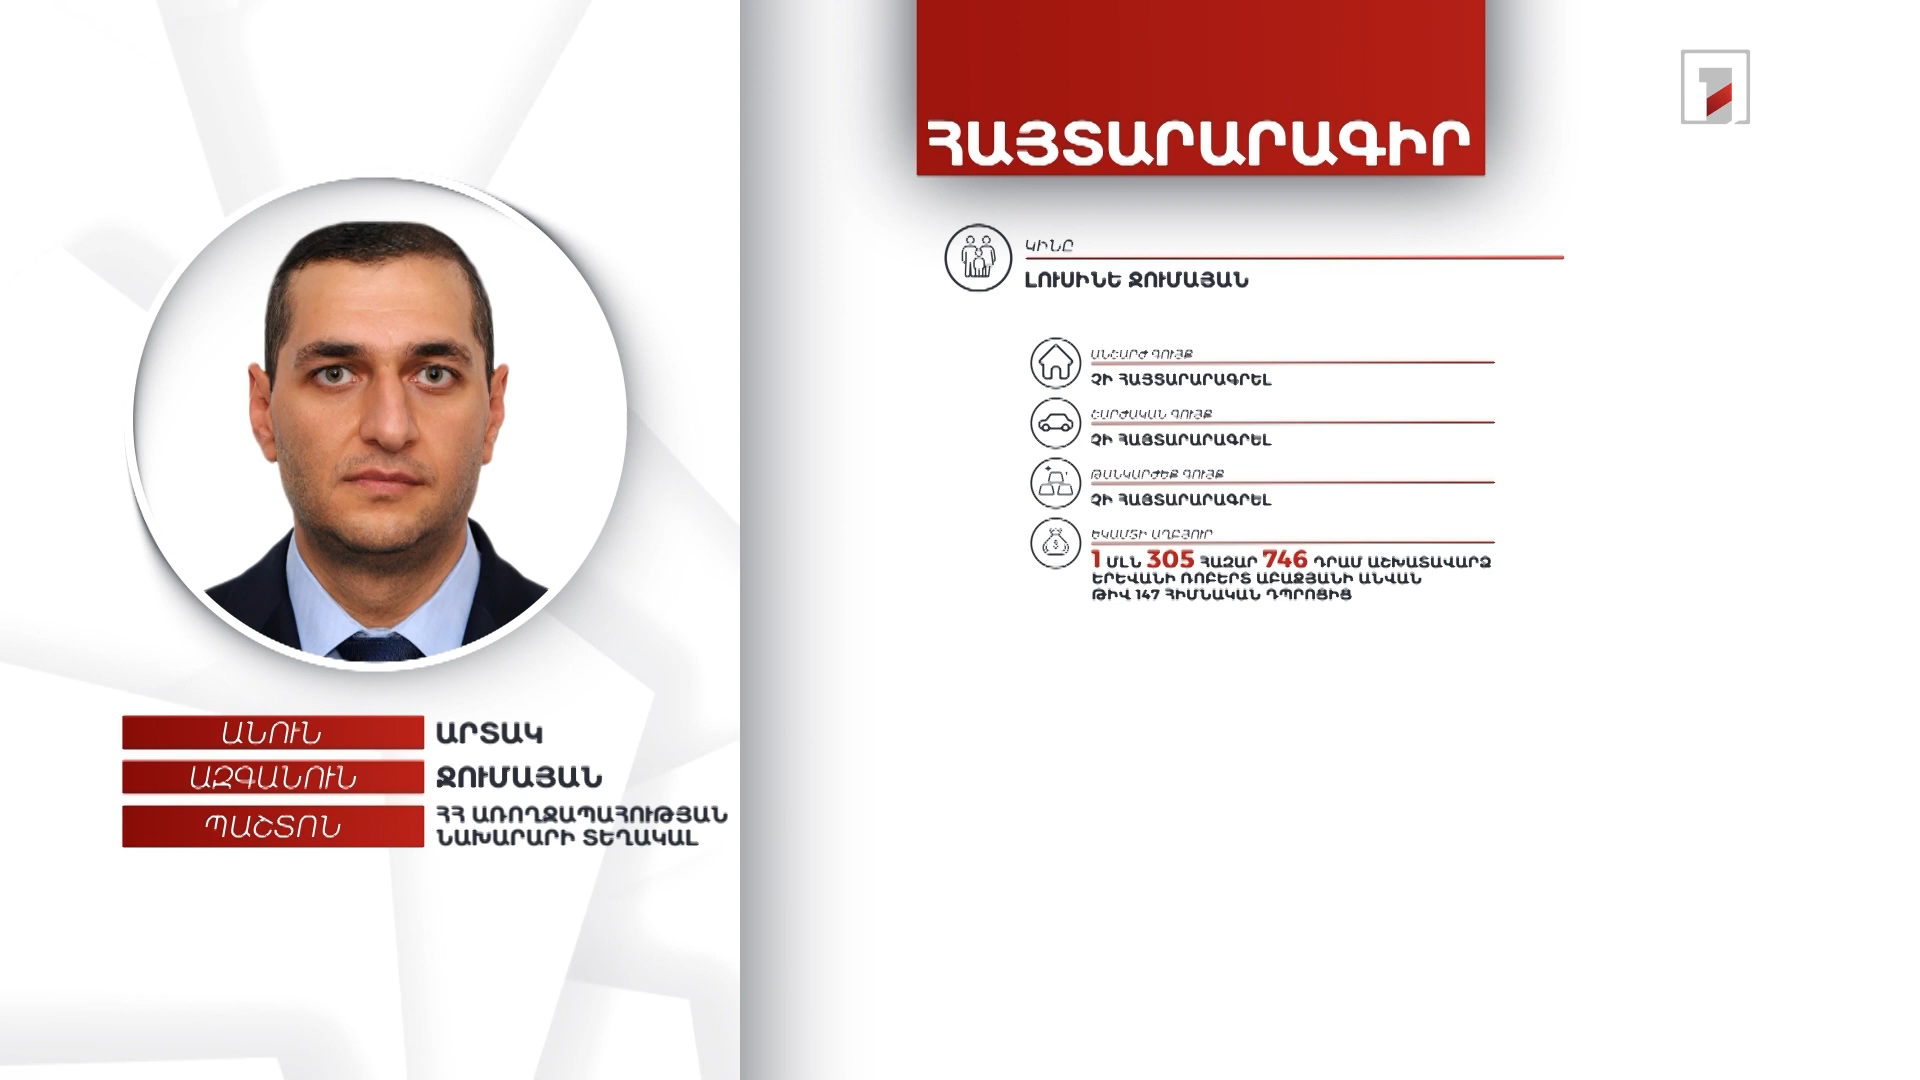 ՀԱՅՏԱՐԱՐԱԳԻՐ
ԿԻՆԸ
ԼՈՒՍԻՆԵ ՋՈՒՄԱՅԱՆ
ԱՆՇԱՐԺ ԳՈՒՅՔ
ՉԻ ՀԱՅՏԱՐԱՐԱԳՐԵԼ
ՇԱՐԺԱԿԱՆ ԳՈՒՅՔ
ՉԻ ՀԱՅՏԱՐԱՐԱԳՐԵԼ
ԹԱՆԿԱՐԺԵՔ ԳՈՒՅՔ
ՉԻ ՀԱՅՏԱՐԱՐԱԳՐԵԼ
ԵԿԱՄՏԻ ԱՂԲՅՈՒՐ
1 ՄԼՆ 305 ՀԱԶԱՐ 746 ԴՐԱՄ ԱՇԽԱՏԱՎԱՐՁ
ԵՐԵՎԱՆԻ ՌՈԲԵՐՏ ԱԲԱՋՅԱՆԻ ԱՆՎԱՆ
ԹԻՎ 147 ՀԻՄՆԱԿԱՆ ԴՊՐՈՑԻՑ
ԱՆՈՒՆ ԱՐՏԱԿ
ԱԶԳԱՆՈՒՆ ՋՈՒՄԱՅԱՆ
ՊԱՇՏՈՆ ՀՀ ԱՌՈՂՋԱՊԱՀՈՒԹՅԱՆ
ՆԱԽԱՐԱՐԻ ՏԵՂԱԿԱԼ